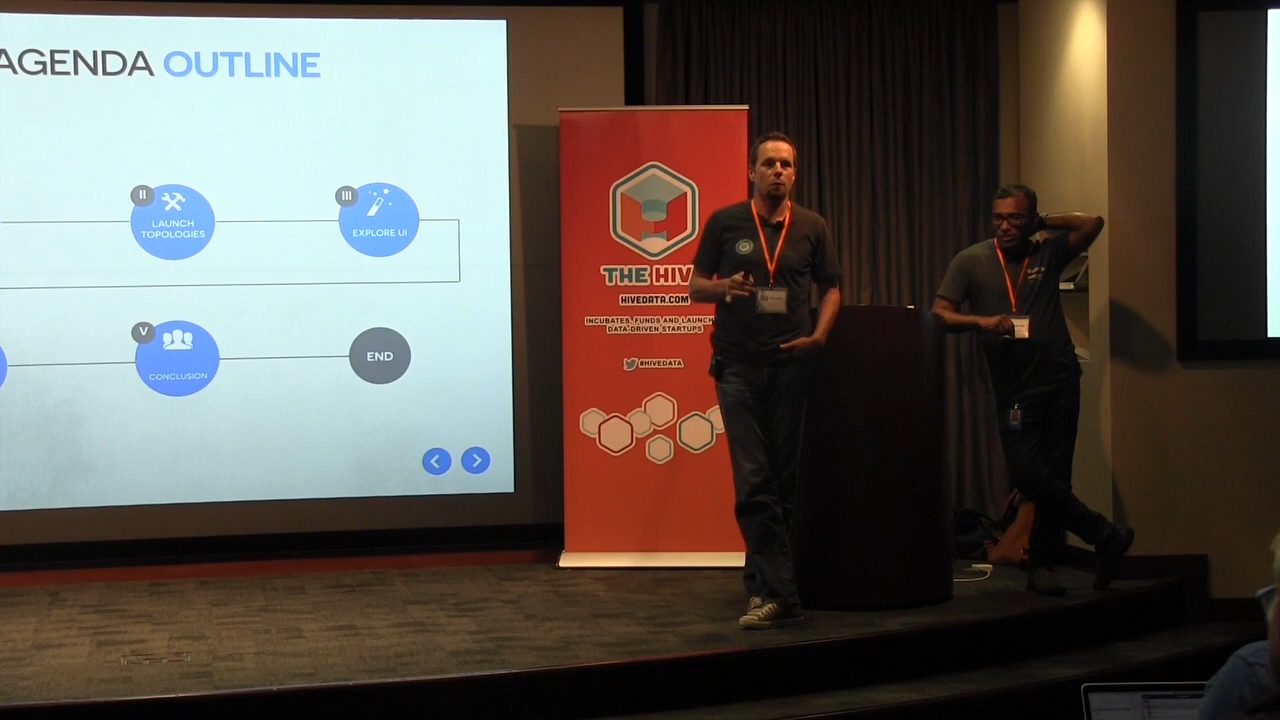 AGENDA OUTLINE
II
LAUNCH
TOPOLOGIES
III
EXPLORE UI
V
CONCLUSION
END
THE HIV
HIVEDATA.COM
INCUBATES, FUNDS AND LAUNCH
DATA-DRIVEN STARTUPS
#HIVEDATA